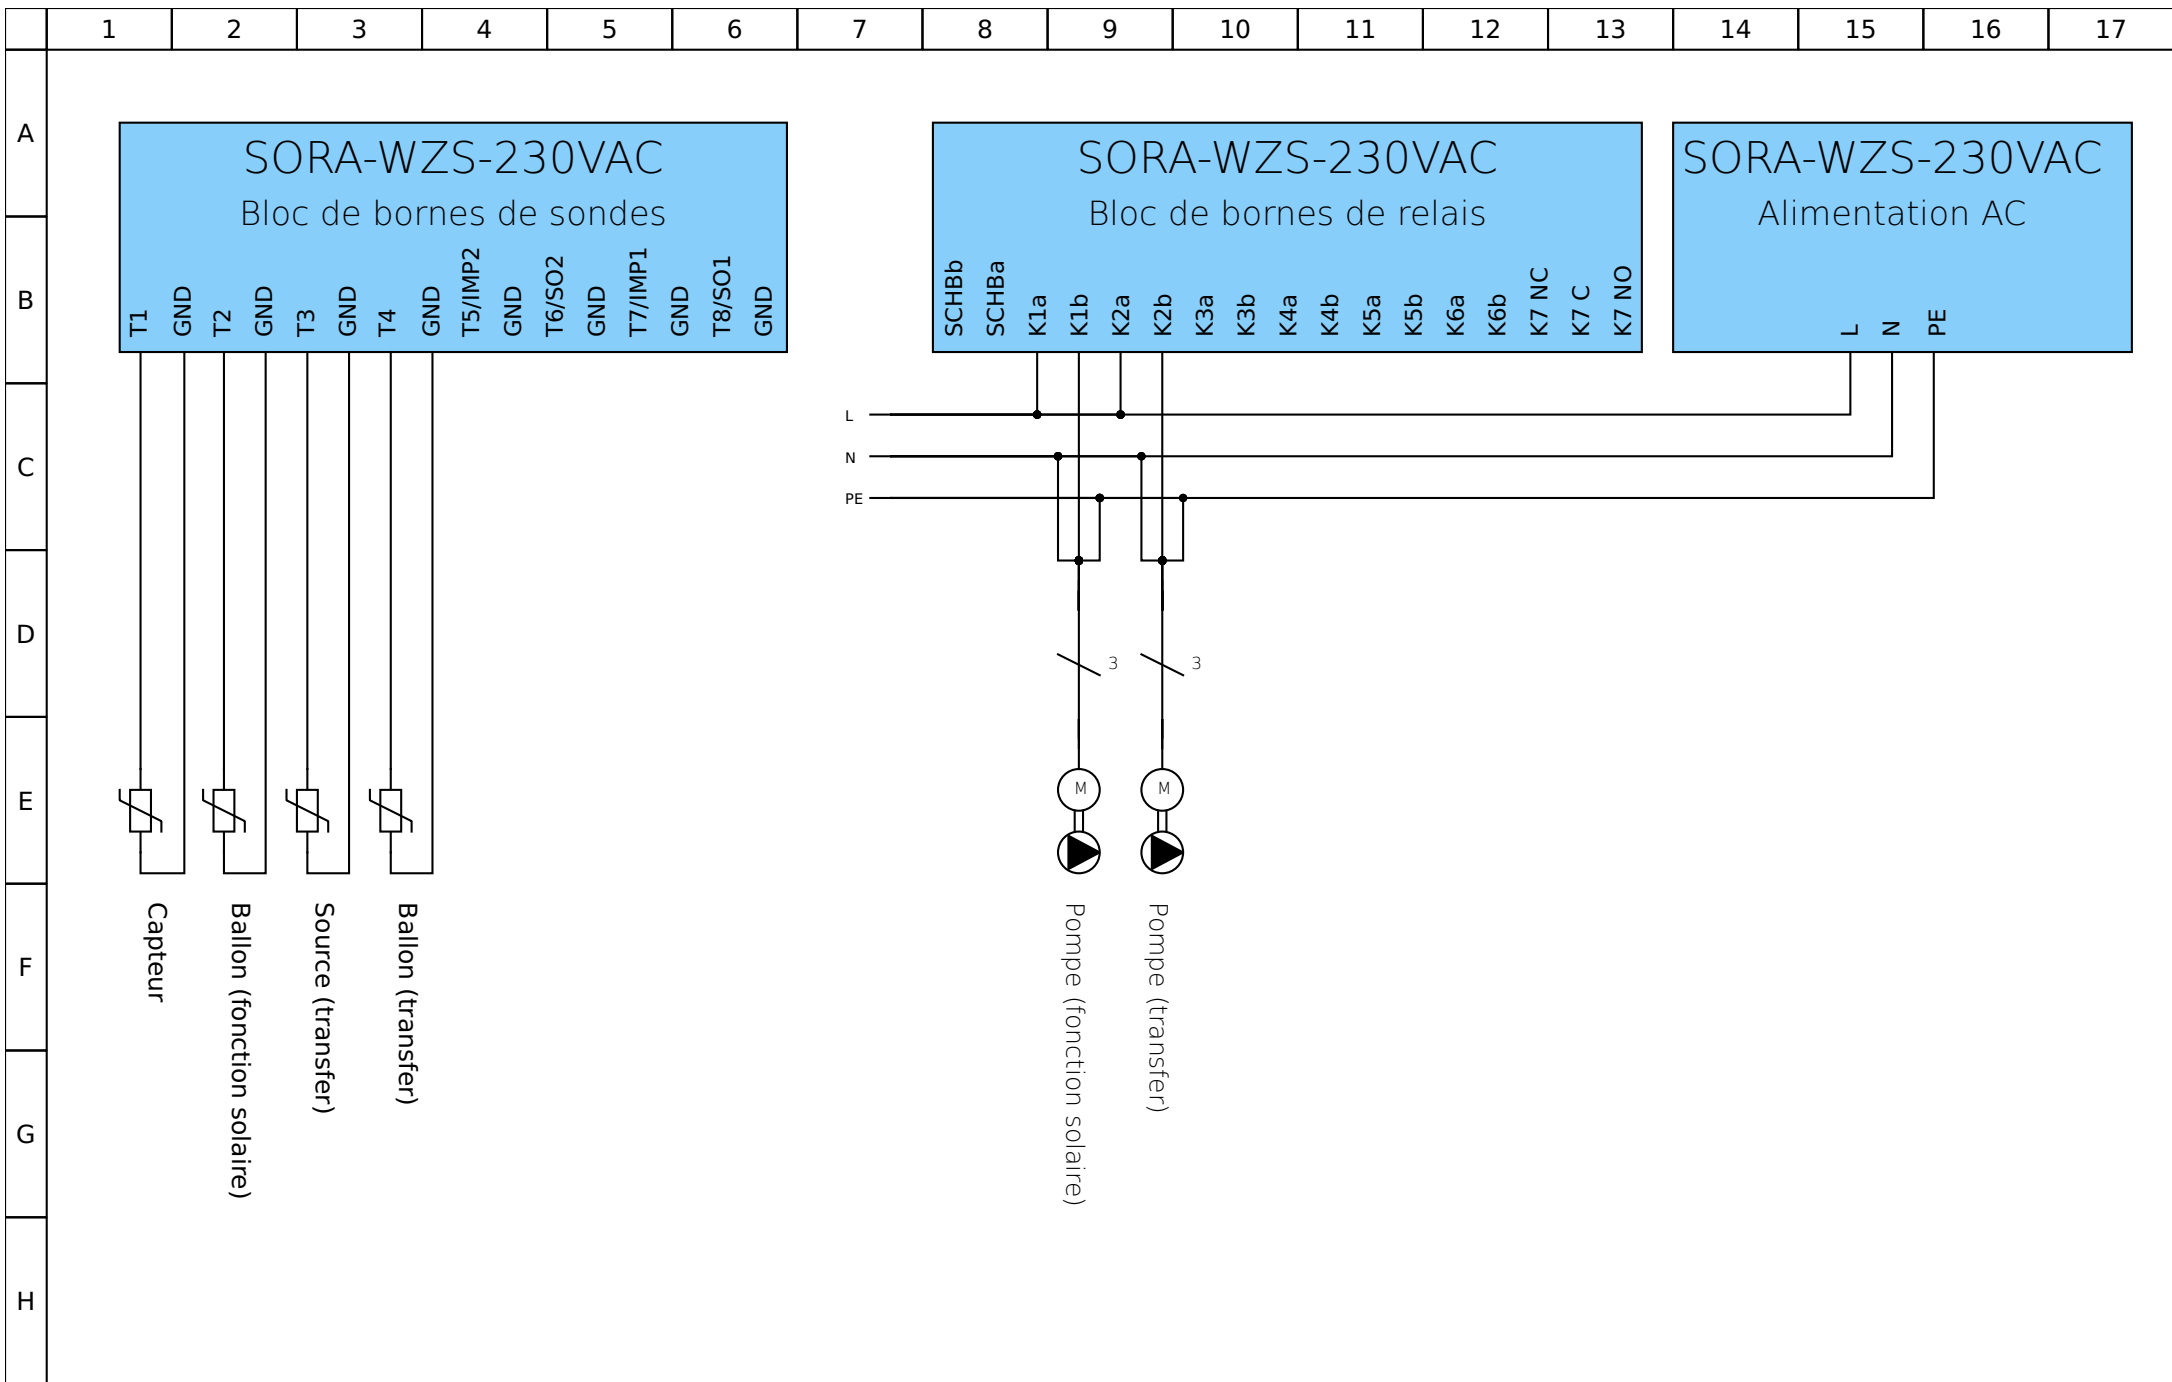 1 2 3 4 5 6 7 8 9 10 11 12 13 14 15 16 17
A
SORA-WZS-230VAC
Bloc de bornes de sondes
T1 GND T2 GND T3 GND T4 GND T5/IMP2 GND T6/SO2 GND T7/IMP1 GND T8/SO1 GND
SORA-WZS-230VAC
Bloc de bornes de relais
SCHBb SCHBa K1a K1b K2a K2b K3a K3b K4a K4b K5a K5b K6a K6b K7 NC K7 C K7 NO
SORA-WZS-230VAC
Alimentation AC
L N PE
B
L
C
N
PE
D
3 3
E
M M
F
Capteur
Ballon (fonction solaire)
Source (transfer)
Ballon (transfer)
Pompe (fonction solaire)
Pompe (transfer)
G
H